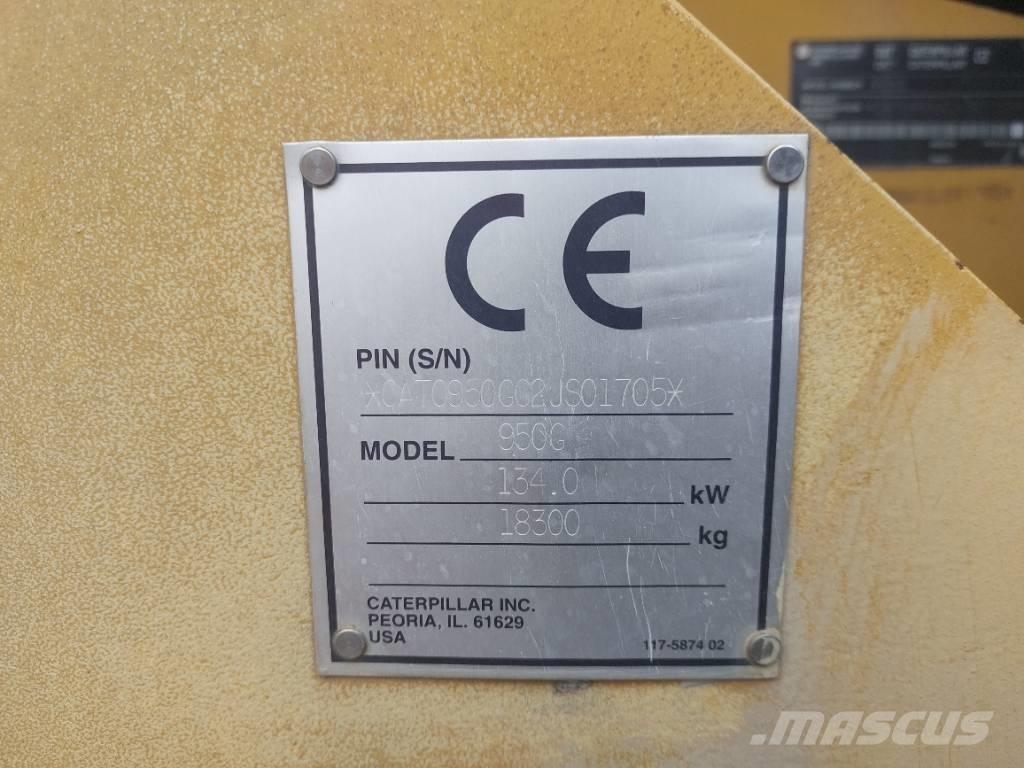 CE
PIN (S/N)
*CAT0950GC2JS01705*
MODEL 950G
134.0 kW
18300 kg
CATERPILLAR INC.
PEORIA, IL. 61629
USA
117-5874 02
MASCUS